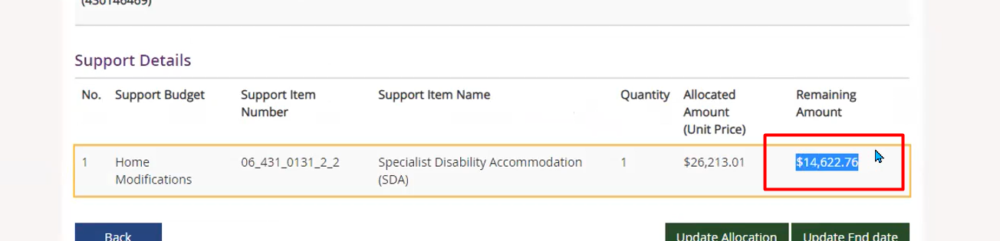 (430146469)
Support Details
No. Support Budget Support Item Number Support Item Name Quantity Allocated Amount (Unit Price) Remaining Amount
1 Home Modifications 06_431_0131_2_2 Specialist Disability Accommodation (SDA) 1 $26,213.01 $14,622.76
Back Update Allocation Update End date